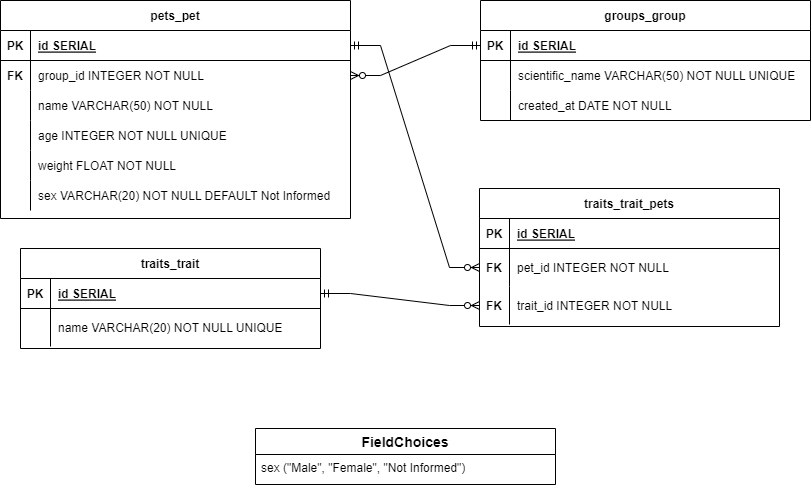 pets_pet
PK id SERIAL
FK group_id INTEGER NOT NULL
name VARCHAR(50) NOT NULL
age INTEGER NOT NULL UNIQUE
weight FLOAT NOT NULL
sex VARCHAR(20) NOT NULL DEFAULT Not Informed
groups_group
PK id SERIAL
scientific_name VARCHAR(50) NOT NULL UNIQUE
created_at DATE NOT NULL
traits_trait_pets
PK id SERIAL
FK pet_id INTEGER NOT NULL
FK trait_id INTEGER NOT NULL
traits_trait
PK id SERIAL
name VARCHAR(20) NOT NULL UNIQUE
FieldChoices
sex ("Male", "Female", "Not Informed")